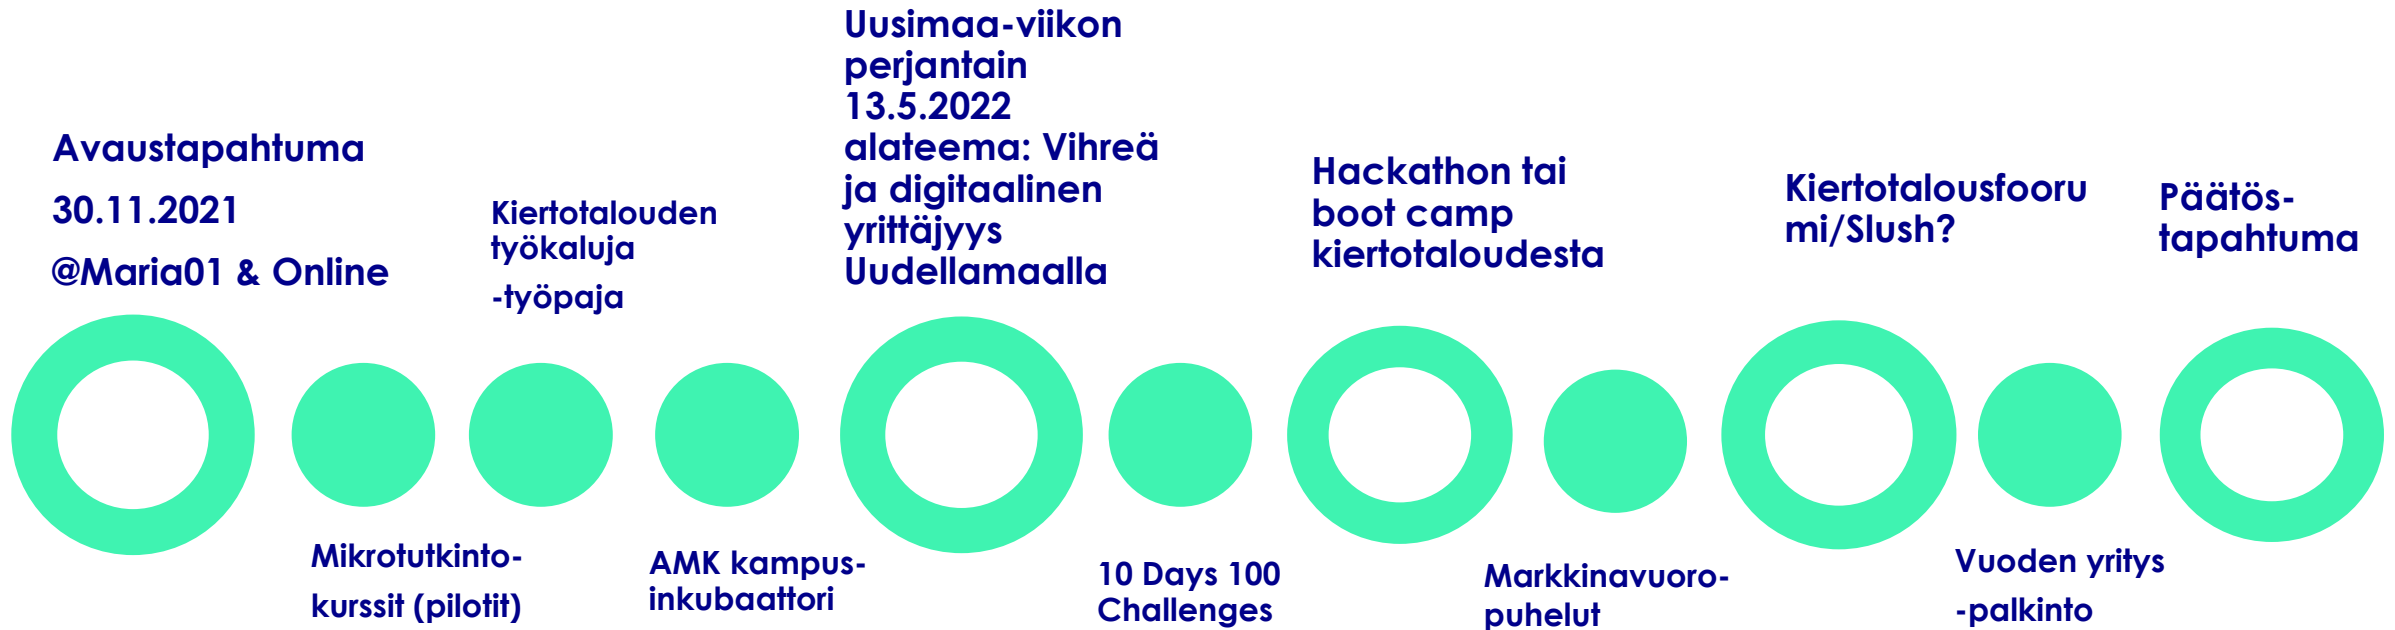 Avaustapahtuma
30.11.2021
@Maria01 & Online
Mikrotutkinto-
kurssit (pilotit)
Kiertotalouden
työkaluja
-työpaja
AMK kampus-
inkubaattori
Uusimaa-viikon
perjantain
13.5.2022
alateema: Vihreä
ja digitaalinen
yrittäjyys
Uudellamaalla
10 Days 100
Challenges
Hackathon tai
boot camp
kiertotaloudesta
Markkinavuoro-
puhelut
Kiertotalousfooru
mi/Slush?
Vuoden yritys
-palkinto
Päätös-
tapahtuma